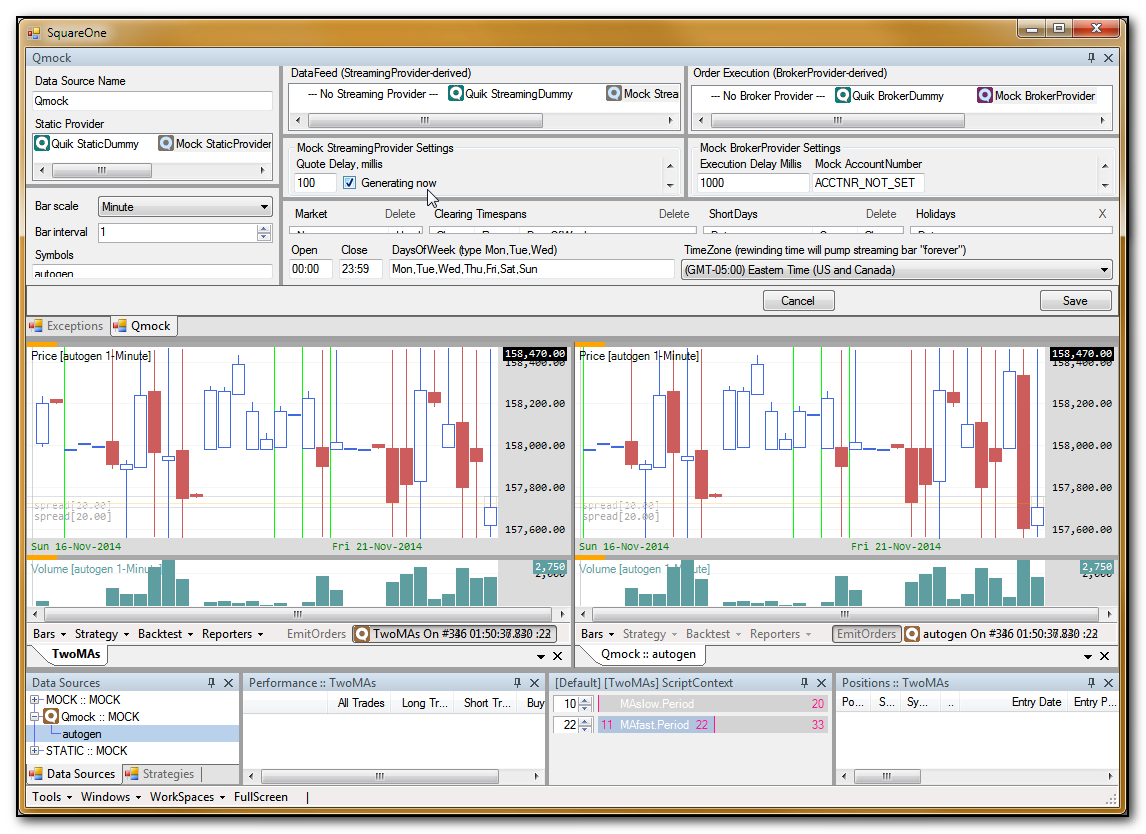 SquareOne
Qmock
Data Source Name
Qmock
Static Provider
Quik StaticDummy Mock StaticProvider
DataFeed (StreamingProvider-derived)
--- No Streaming Provider --- Quik StreamingDummy Mock Strea
Order Execution (BrokerProvider-derived)
--- No Broker Provider --- Quik BrokerDummy Mock BrokerProvider
Mock StreamingProvider Settings
Quote Delay, millis
100 Generating now
Mock BrokerProvider Settings
Execution Delay Millis Mock AccountNumber
1000 ACCTNR_NOT_SET
Bar scale Minute
Bar interval 1
Symbols
autogen
Market Delete Clearing Timespans Delete ShortDays Delete Holidays X
Open Close DaysOfWeek (type Mon,Tue,Wed) TimeZone (rewinding time will pump streaming bar "forever")
00:00 23:59 Mon,Tue,Wed,Thu,Fri,Sat,Sun (GMT-05:00) Eastern Time (US and Canada)
Cancel Save
Exceptions Qmock
Price [autogen 1-Minute]
158,470.00
158,400.00
158,200.00
158,000.00
157,800.00
157,600.00
spread[20.00]
spread[20.00]
Sun 16-Nov-2014 Fri 21-Nov-2014
Volume [autogen 1-Minute]
2,750
2,000
Bars Strategy Backtest Reporters EmitOrders TwoMAs On
TwoMAs
Price [autogen 1-Minute]
158,470.00
158,400.00
158,200.00
158,000.00
157,800.00
157,600.00
spread[20.00]
spread[20.00]
Sun 16-Nov-2014 Fri 21-Nov-2014
Volume [autogen 1-Minute]
2,750
Bars Strategy Backtest Reporters EmitOrders autogen On
Qmock :: autogen
Data Sources
MOCK :: MOCK
Qmock :: MOCK
autogen
STATIC :: MOCK
Data Sources Strategies
Performance :: TwoMAs
All Trades Long Tr... Short Tr... Buy
[Default] [TwoMAs] ScriptContext
10 MAslow.Period 20
22 11 MAfast.Period 22 33
Positions :: TwoMAs
Po... S... Sy... .. Entry Date Entry P...
Tools Windows WorkSpaces FullScreen |